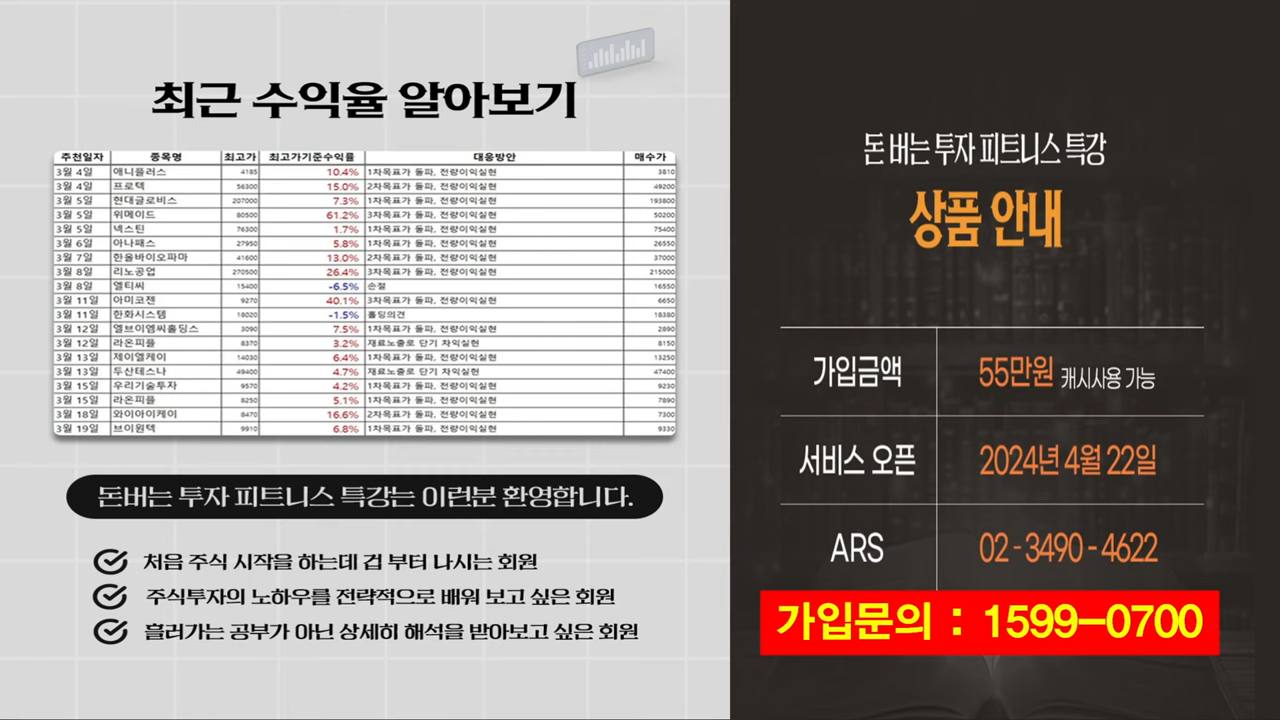 최근 수익율 알아보기
추천일자 종목명 최고가 최고가기준수익률 대응방안 매수가
3월 4일 애니플러스 4185 10.4% 1차목표가 돌파, 전량이익실현 3810
3월 4일 프로텍 56300 15.0% 2차목표가 돌파, 전량이익실현 49200
3월 5일 현대글로비스 207000 7.3% 1차목표가 돌파, 전량이익실현 193800
3월 5일 위메이드 80500 61.2% 3차목표가 돌파, 전량이익실현 50200
3월 5일 넥스틴 76300 1.7% 1차목표가 돌파, 전량이익실현 75400
3월 6일 아나패스 27950 5.8% 1차목표가 돌파, 전량이익실현 26550
3월 7일 한올바이오파마 41600 13.0% 2차목표가 돌파, 전량이익실현 37000
3월 8일 리노공업 270500 26.4% 3차목표가 돌파, 전량이익실현 215000
3월 8일 엘티씨 15400 -6.5% 손절 16550
3월 11일 아미코젠 9270 40.1% 3차목표가 돌파, 전량이익실현 6650
3월 11일 한화시스템 18020 -1.5% 홀딩의견 18380
3월 12일 엘브이엠씨홀딩스 3090 7.5% 1차목표가 돌파, 전량이익실현 2890
3월 12일 라온피플 8370 3.2% 재료노출로 단기 차익실현 8150
3월 13일 제이엘케이 14030 6.4% 1차목표가 돌파, 전량이익실현 13250
3월 13일 두산테스나 49400 4.7% 재료노출로 단기 차익실현 47400
3월 15일 우리기술투자 9570 4.2% 1차목표가 돌파, 전량이익실현 9230
3월 15일 라온피플 8250 5.1% 1차목표가 돌파, 전량이익실현 7890
3월 18일 와이아이케이 8470 16.6% 2차목표가 돌파, 전량이익실현 7300
3월 19일 브이원텍 9910 6.8% 1차목표가 돌파, 전량이익실현 9330
돈버는 투자 피트니스 특강는 이런분 환영합니다.
처음 주식 시작을 하는데 겁 부터 나시는 회원
주식투자의 노하우를 전략적으로 배워 보고 싶은 회원
흘러가는 공부가 아닌 상세히 해석을 받아보고 싶은 회원
돈 버는 투자 피트니스 특강
상품 안내
가입금액 55만원 캐시사용 가능
서비스 오픈 2024년 4월 22일
ARS 02-3490-4622
가입문의 : 1599-0700